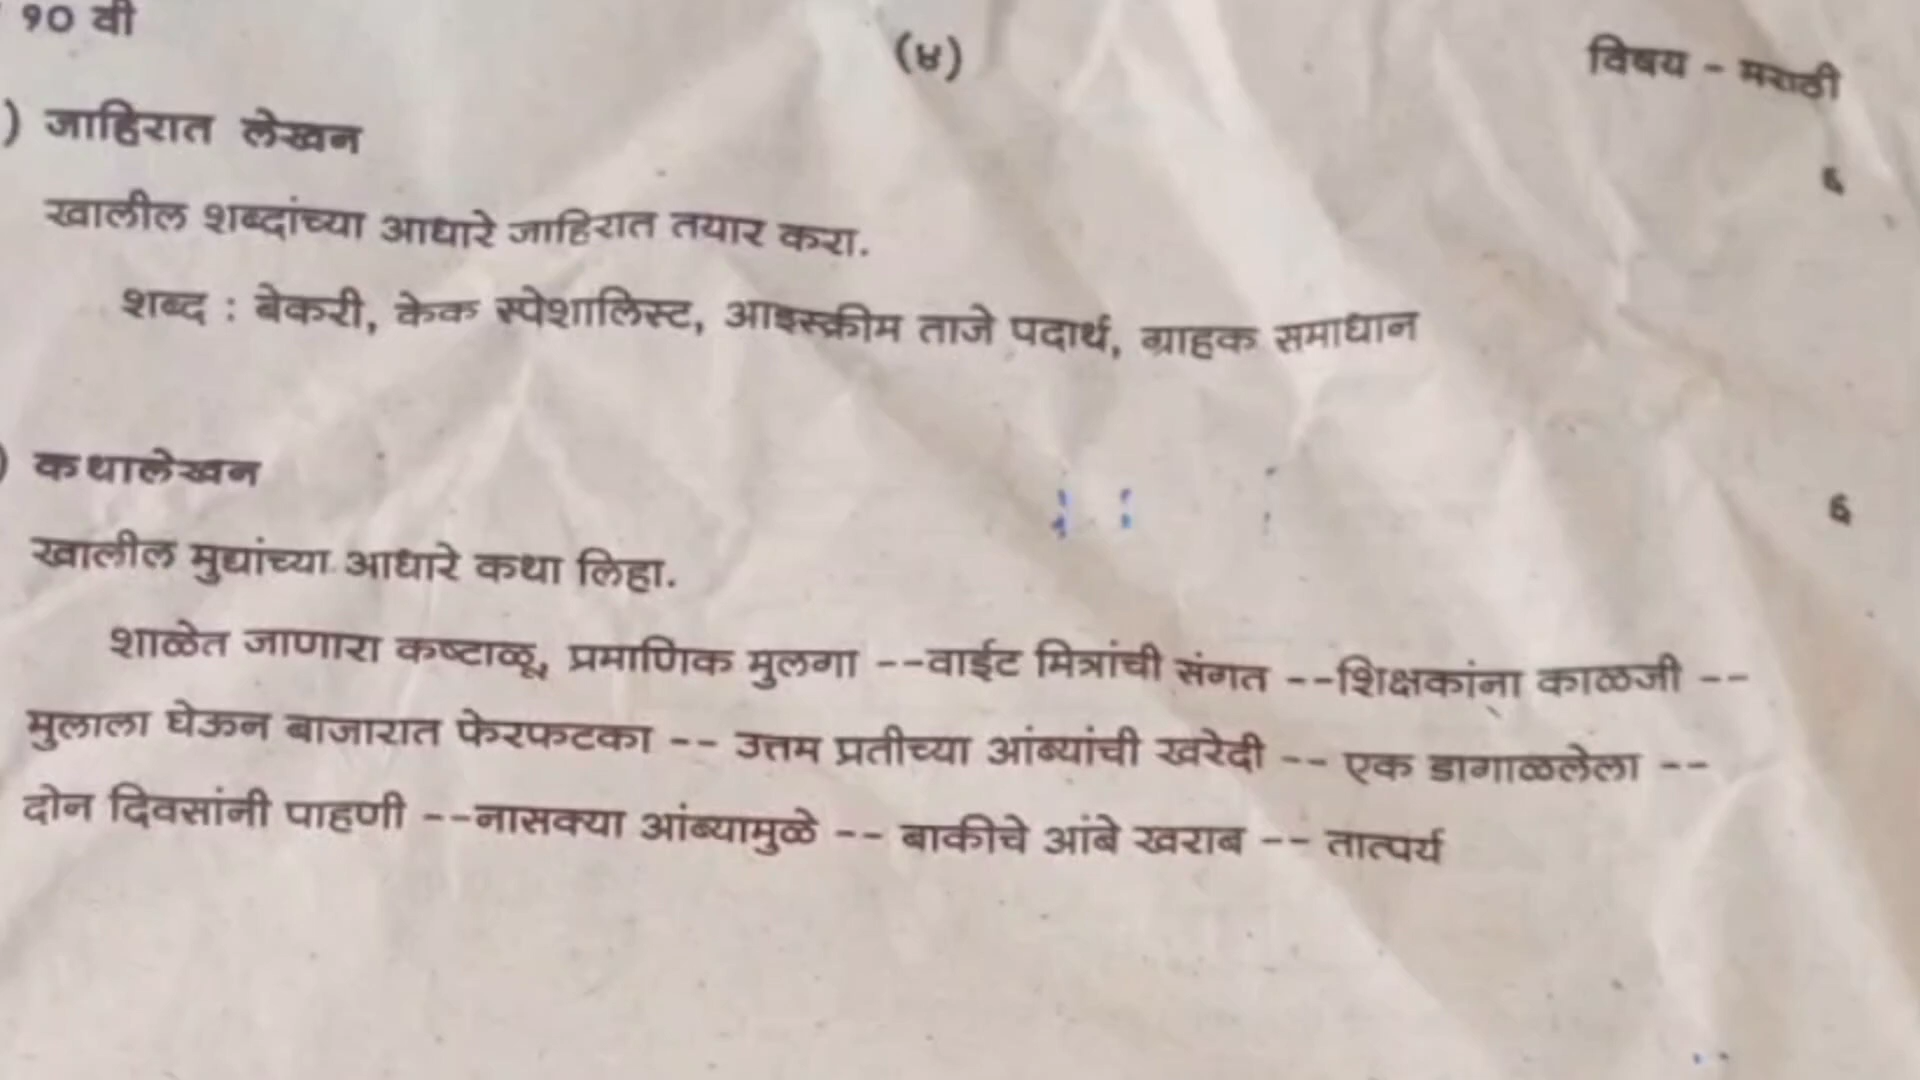 १० वी
(४)
विषय - मराठी
) जाहिरात लेखन
६
खालील शब्दांच्या आधारे जाहिरात तयार करा.
शब्द : बेकरी, केक स्पेशालिस्ट, आइस्क्रीम ताजे पदार्थ, ग्राहक समाधान
) कथालेखन
६
खालील मुद्यांच्या आधारे कथा लिहा.
शाळेत जाणारा कष्टाळू, प्रमाणिक मुलगा --वाईट मित्रांची संगत --शिक्षकांना काळजी --
मुलाला घेऊन बाजारात फेरफटका -- उत्तम प्रतीच्या आंब्यांची खरेदी -- एक डागाळलेला --
दोन दिवसांनी पाहणी --नासक्या आंब्यामुळे -- बाकीचे आंबे खराब -- तात्पर्य